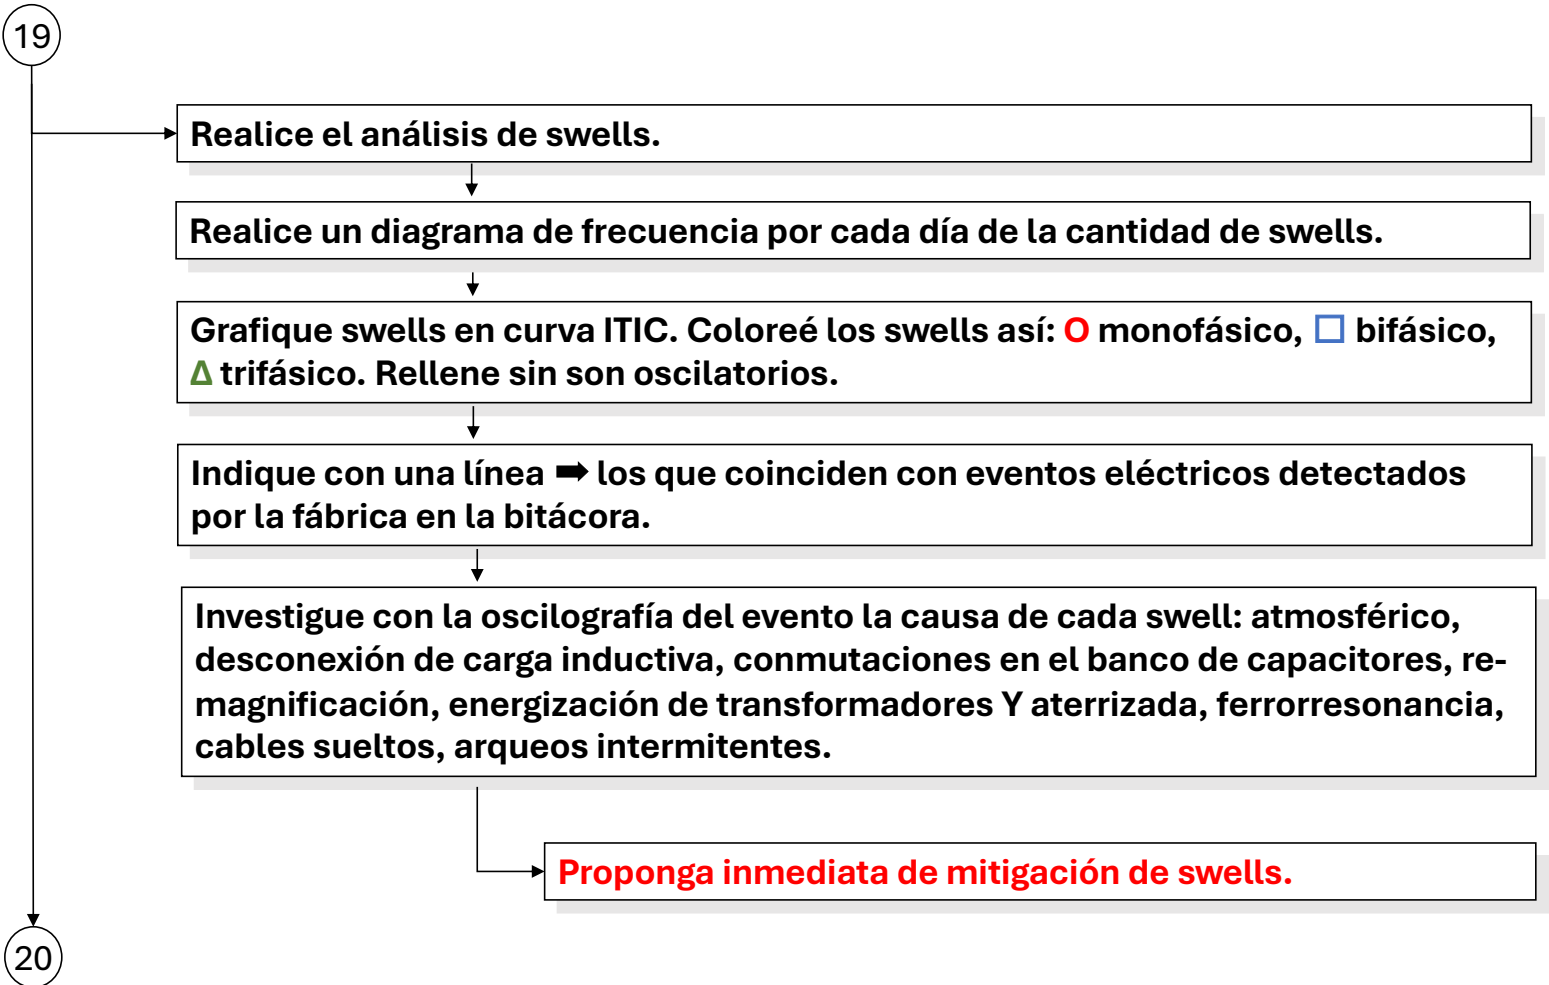 19
Realice el análisis de swells.
Realice un diagrama de frecuencia por cada día de la cantidad de swells.
Grafique swells en curva ITIC. Coloreé los swells así: O monofásico, □ bifásico,
Δ trifásico. Rellene sin son oscilatorios.
Indique con una línea ➡ los que coinciden con eventos eléctricos detectados
por la fábrica en la bitácora.
Investigue con la oscilografía del evento la causa de cada swell: atmosférico,
desconexión de carga inductiva, conmutaciones en el banco de capacitores, re-
magnificación, energización de transformadores Y aterrizada, ferrorresonancia,
cables sueltos, arqueos intermitentes.
Proponga inmediata de mitigación de swells.
20